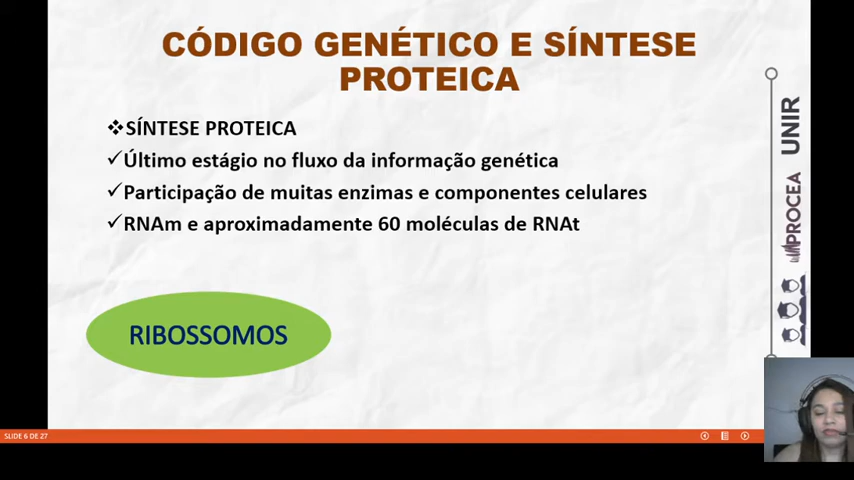 CÓDIGO GENÉTICO E SÍNTESE
PROTEICA
❖SÍNTESE PROTEICA
✓Último estágio no fluxo da informação genética
✓Participação de muitas enzimas e componentes celulares
✓RNAm e aproximadamente 60 moléculas de RNAt
RIBOSSOMOS
UNIR
PROCEA
SLIDE 6 DE 27